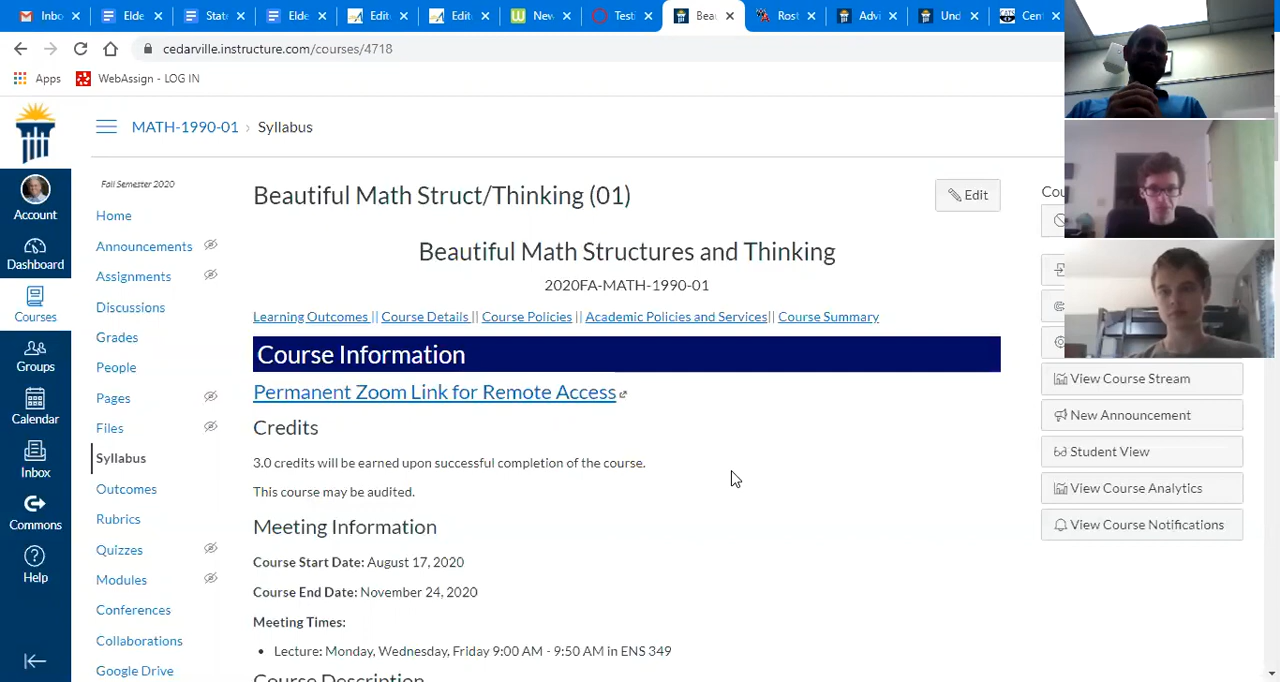 Inbo
Elde
State
Elde
Edit
Edit
New
Test
Bea
Rost
Advi
Und
Cent
cedarville.instructure.com/courses/4718
Apps
WebAssign - LOG IN
MATH-1990-01 › Syllabus
Account
Dashboard
Courses
Groups
Calendar
Inbox
Commons
Help
Fall Semester 2020
Home
Announcements
Assignments
Discussions
Grades
People
Pages
Files
Syllabus
Outcomes
Rubrics
Quizzes
Modules
Conferences
Collaborations
Google Drive
Beautiful Math Struct/Thinking (01)
Edit
Beautiful Math Structures and Thinking
2020FA-MATH-1990-01
Learning Outcomes || Course Details || Course Policies || Academic Policies and Services|| Course Summary
Course Information
Permanent Zoom Link for Remote Access
Credits
3.0 credits will be earned upon successful completion of the course.
This course may be audited.
Meeting Information
Course Start Date: August 17, 2020
Course End Date: November 24, 2020
Meeting Times:
• Lecture: Monday, Wednesday, Friday 9:00 AM - 9:50 AM in ENS 349
Course Description
Cou
View Course Stream
New Announcement
Student View
View Course Analytics
View Course Notifications